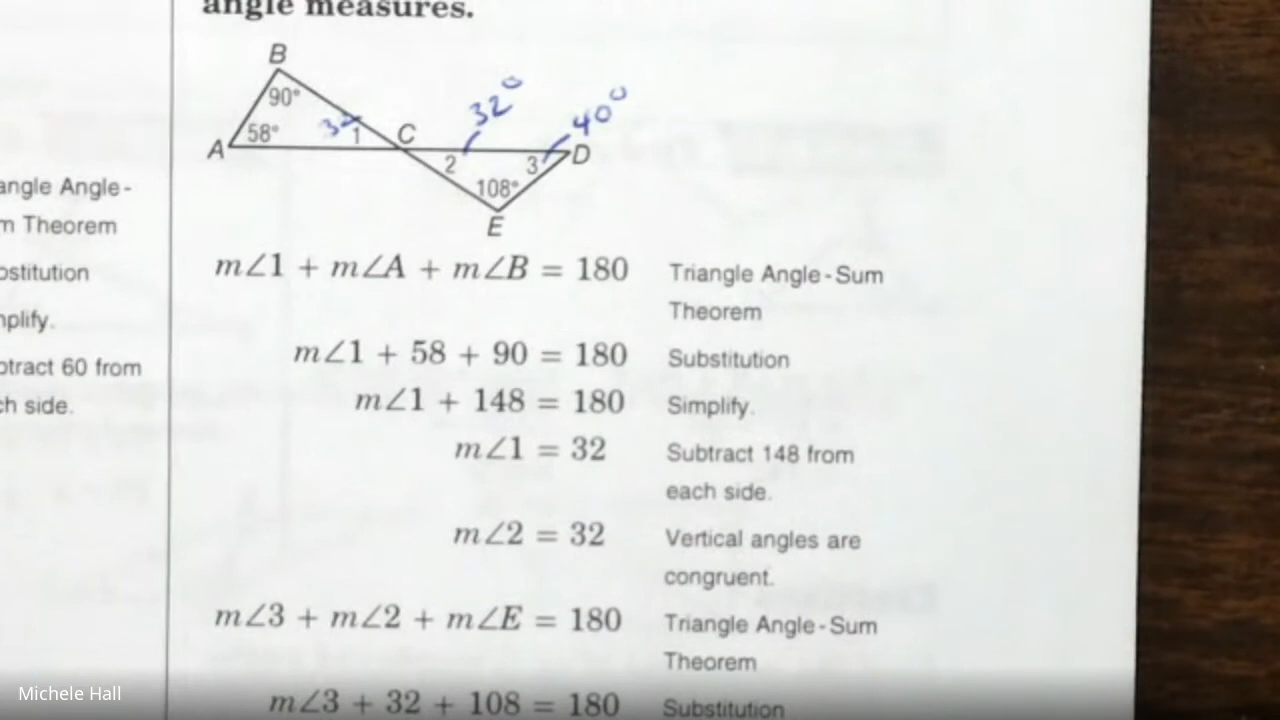 angle measures.
B
90°
32°
40°
58°
32
1
C
A
2
3
D
108°
E
angle Angle-
m Theorem
bstitution
nplify.
btract 60 from
ch side.
m∠1 + m∠A + m∠B = 180 Triangle Angle-Sum
Theorem
m∠1 + 58 + 90 = 180 Substitution
m∠1 + 148 = 180 Simplify.
m∠1 = 32 Subtract 148 from
each side.
m∠2 = 32 Vertical angles are
congruent.
m∠3 + m∠2 + m∠E = 180 Triangle Angle-Sum
Theorem
m∠3 + 32 + 108 = 180 Substitution
Michele Hall